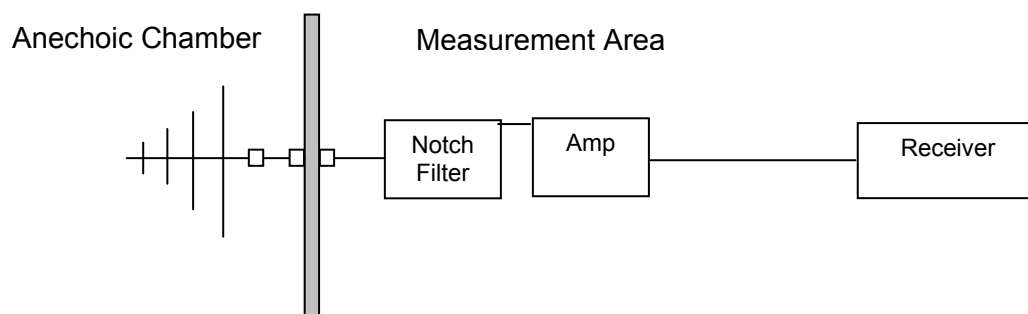 Anechoic Chamber
Measurement Area
Notch
Filter
Amp
Receiver